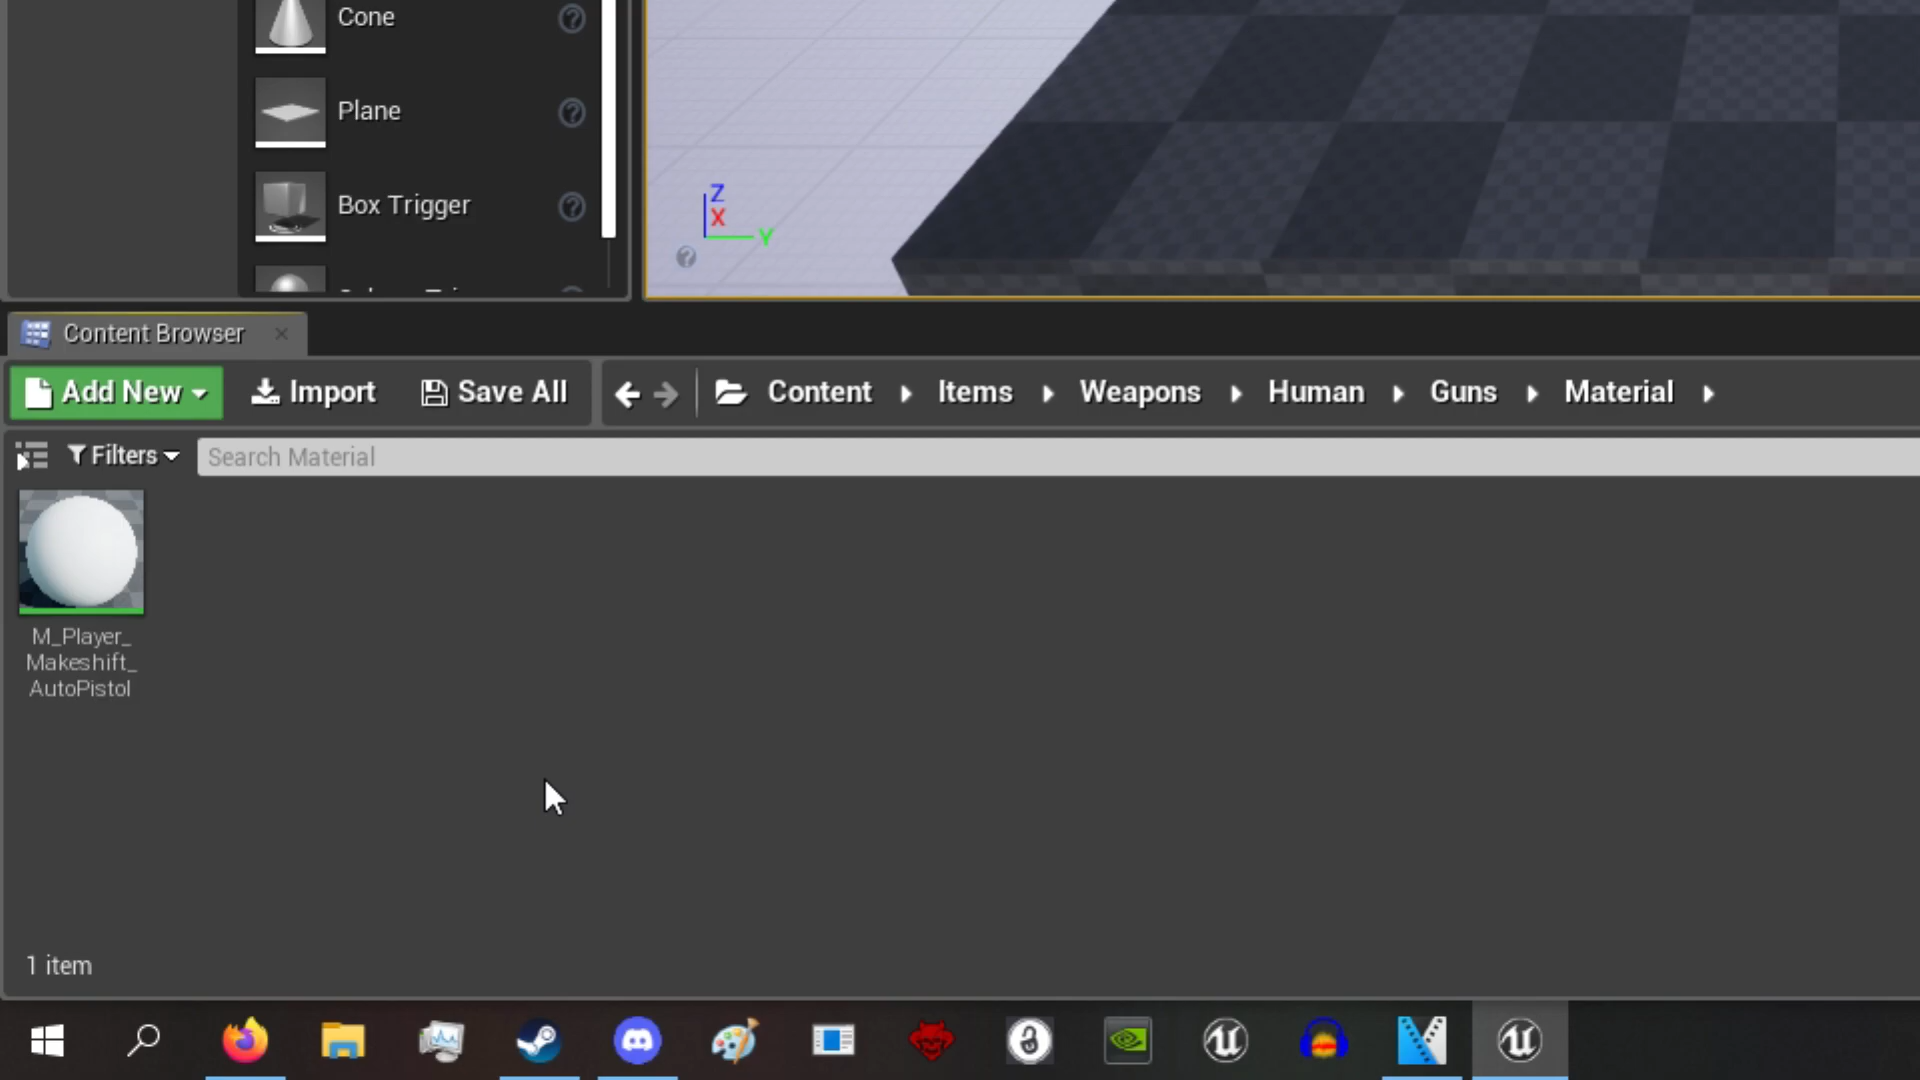 Cone
Plane
Box Trigger
Z
X
Y
Content Browser
Add New Import Save All Content Items Weapons Human Guns Material
Filters Search Material
M_Player_
Makeshift_
AutoPistol
1 item